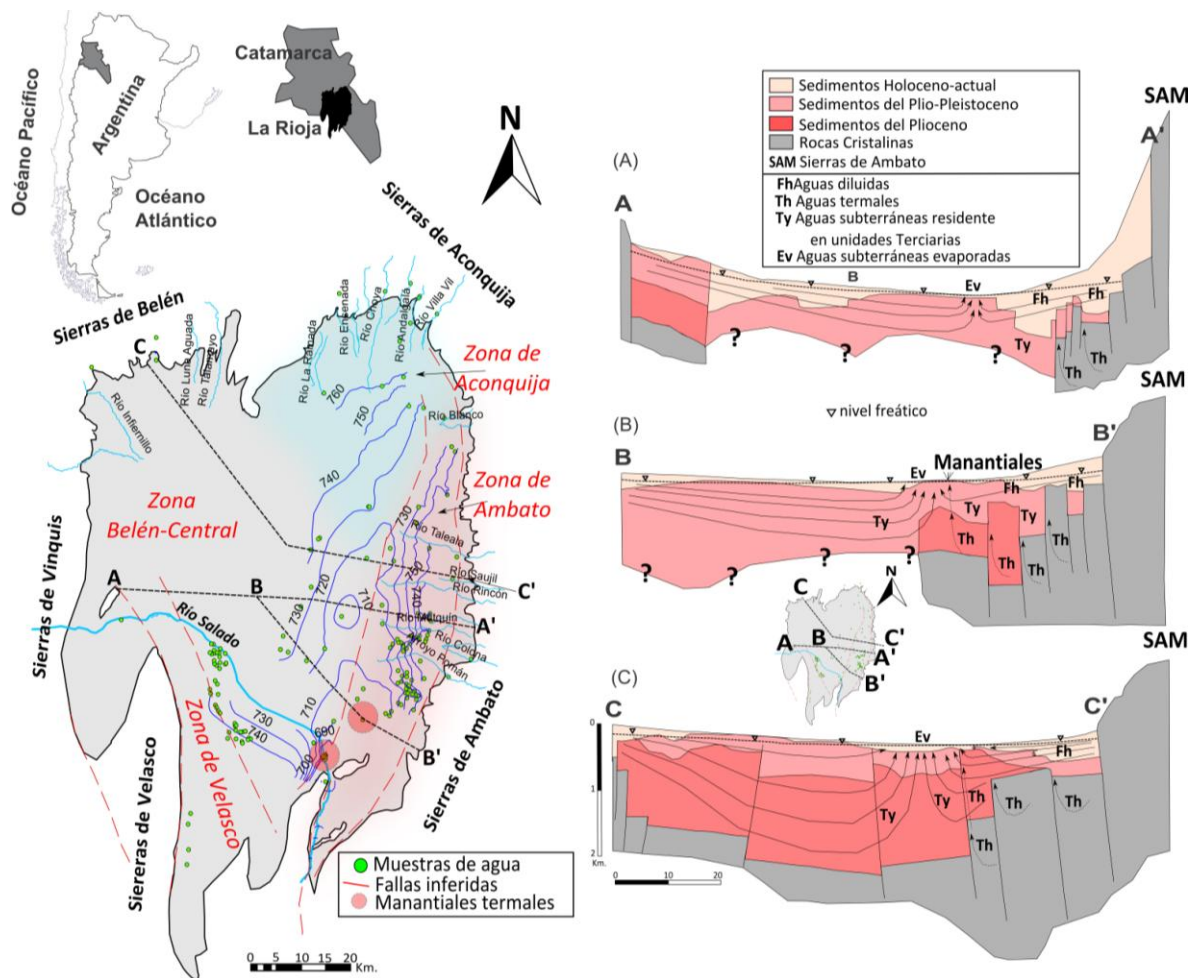 Océano Pacífico
Argentina
Océano
Atlántico
Catamarca
La Rioja
N
Sierras de Aconquija
Sierras de Belén
C
Río Luna Aguada
Río Infiernillo
Río La Ramada
Río Ensenada
Río Choya
Río Andalgalá
Río Villa Vil
Zona de
Aconquija
760
750
Río Blanco
740
Zona
Belén-Central
Zona de
Ambato
730
Río Taleala
Sierras de Vinquis
A
B
720
730
710
Río Saujil
C'
Río Rincón
A'
Río Colona
Arroyo Pomán
Río Salado
730
740
710
690
700
B'
Zona de Velasco
Siereras de Velasco
Sierras de Ambato
Muestras de agua
Fallas inferidas
Manantiales termales
0 5 10 15 20
Km.
Sedimentos Holoceno-actual
Sedimentos del Plio-Pleistoceno
Sedimentos del Plioceno
Rocas Cristalinas
SAM Sierras de Ambato
Fh Aguas diluidas
Th Aguas termales
Ty Aguas subterráneas residente
en unidades Terciarias
Ev Aguas subterráneas evaporadas
SAM
(A)
A
A'
B
Ev
Fh
Fh
Ty
Th
Th
? ? ?
SAM
nivel freático
(B)
B
B'
Ev
Manantiales
Fh
Ty
Ty
Ty
Th
Th
Th
? ? ?
N
C
A
B
C'
A'
B'
SAM
(C)
C
C'
Ev
Fh
Ty
Ty
Th
Th
Th
Th
0
1
2
Km.
0 10 20